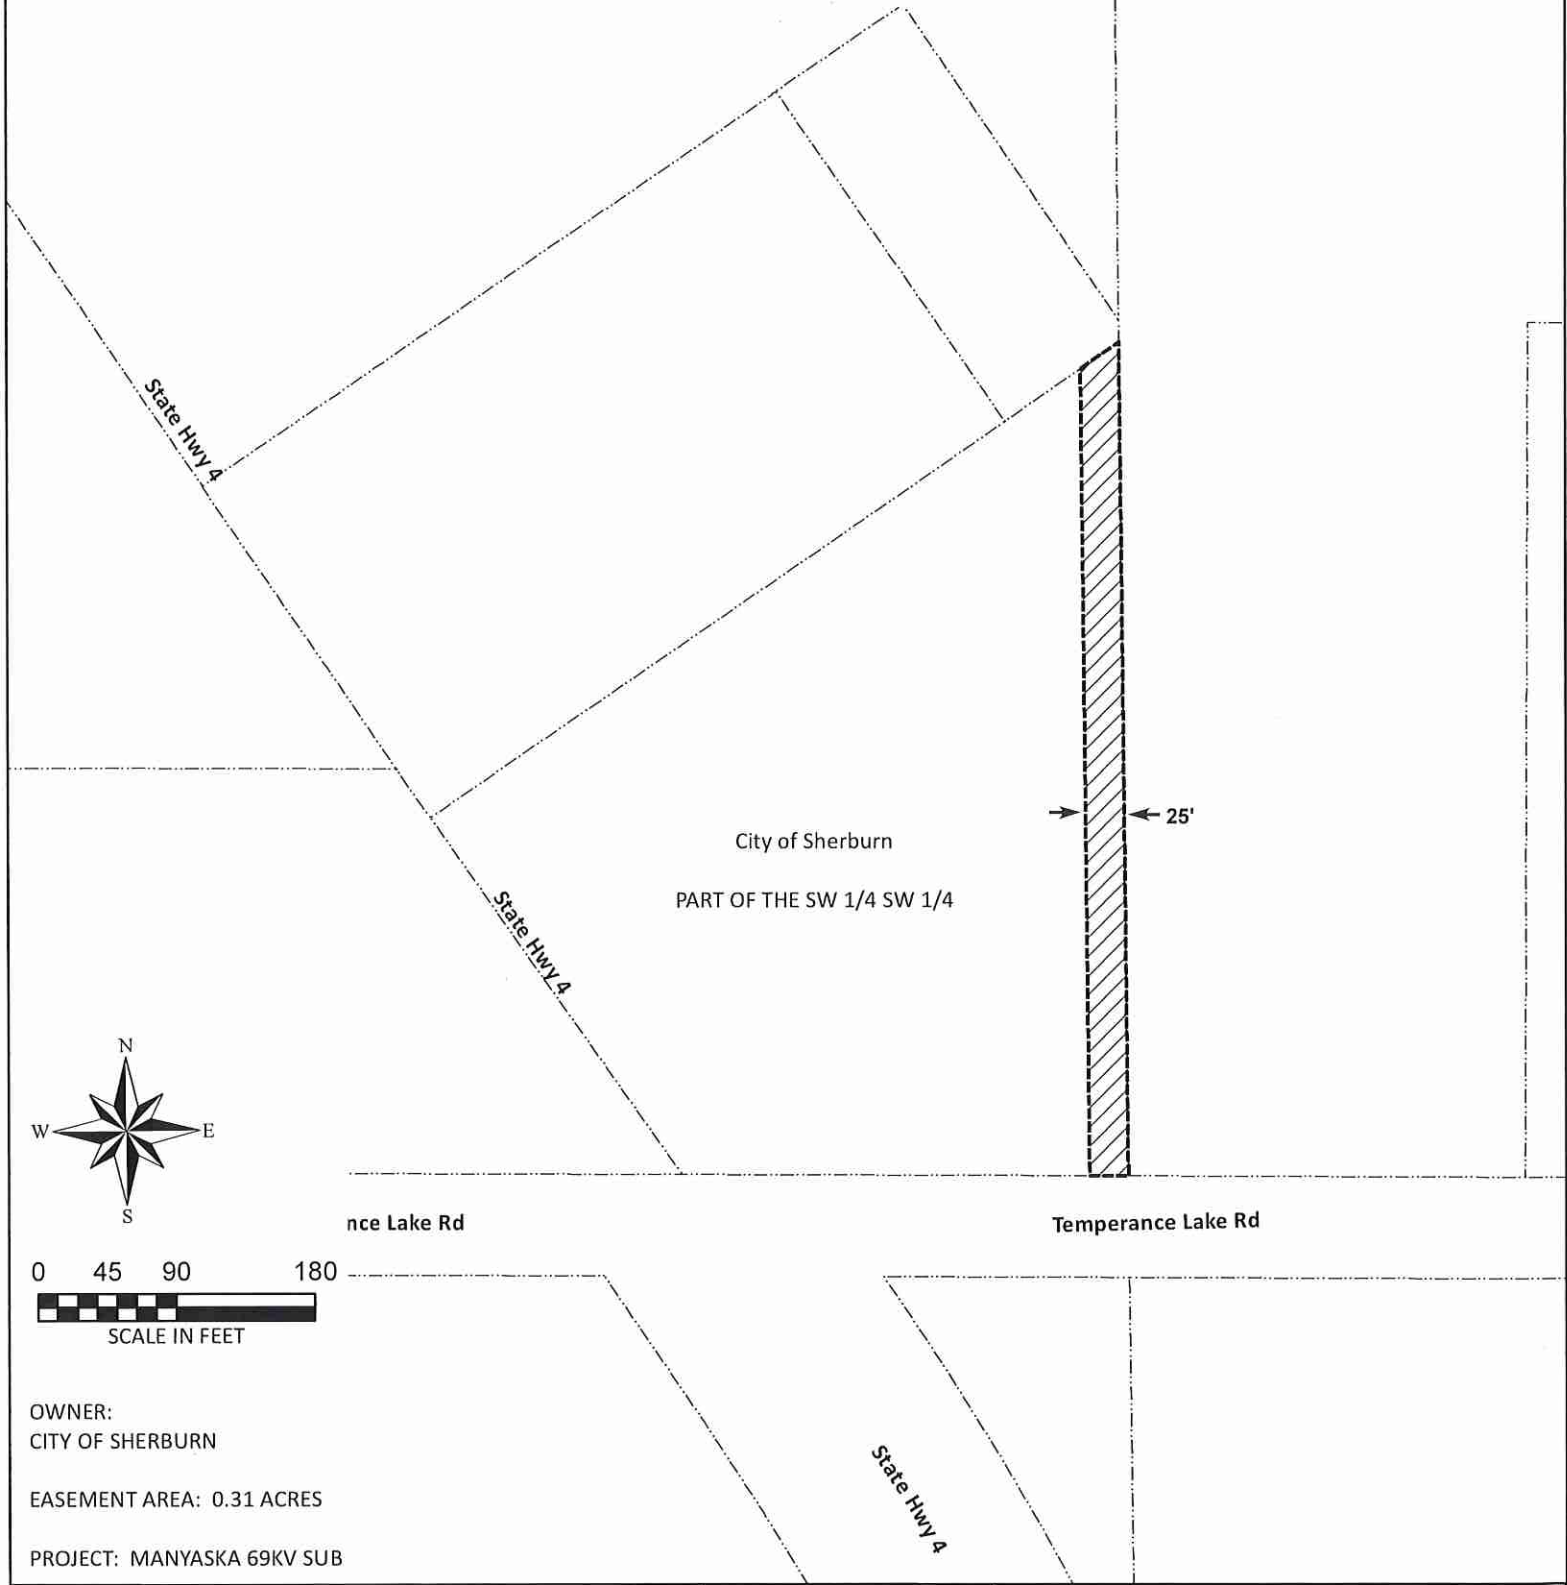 State Hwy 4
25'
City of Sherburn
PART OF THE SW 1/4 SW 1/4
State Hwy 4
N
W E
S
nce Lake Rd
Temperance Lake Rd
0 45 90 180
SCALE IN FEET
OWNER:
CITY OF SHERBURN
EASEMENT AREA: 0.31 ACRES
State Hwy 4
PROJECT: MANYASKA 69KV SUB